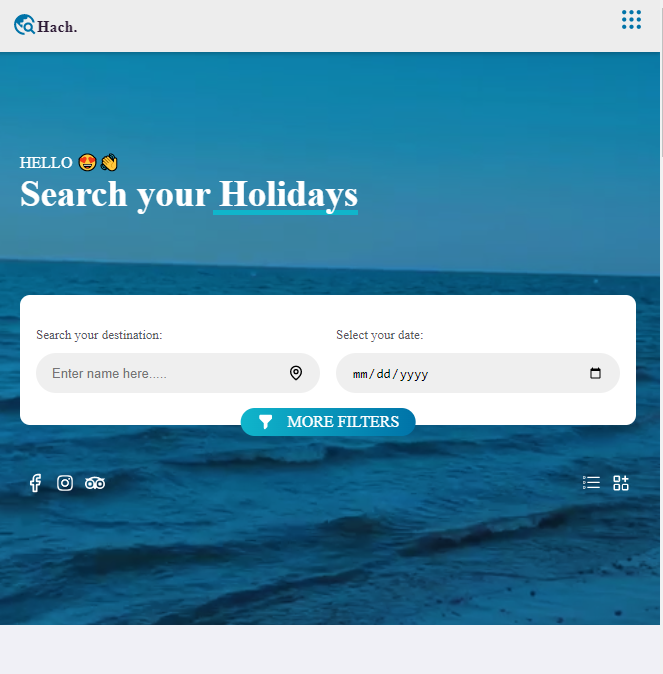 Hach.
HELLO 😍👏
Search your Holidays
Search your destination:
Select your date:
Enter name here.....
mm/dd/yyyy
MORE FILTERS